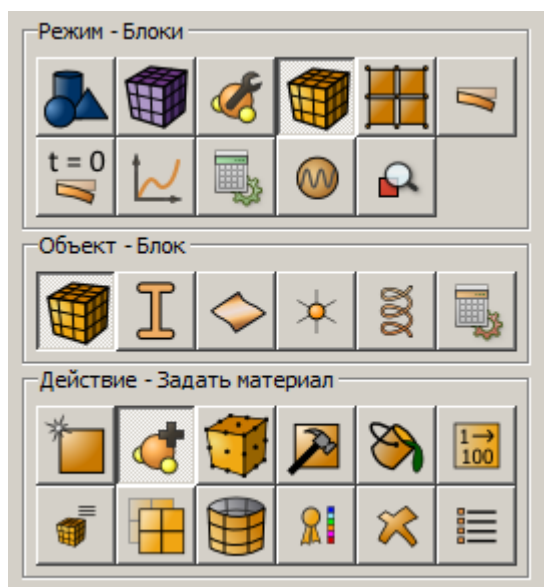 Режим - Блоки
t = 0
Объект - Блок
Действие - Задать материал
1→
100